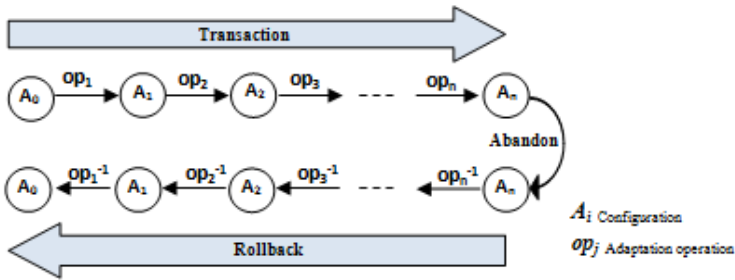 Transaction
op₁ op₂ op₃ opₙ
A₀ A₁ A₂ --- Aₙ
Abandon
op₁⁻¹ op₂⁻¹ op₃⁻¹ opₙ⁻¹
A₀ A₁ A₂ --- Aₙ
Aᵢ Configuration
opⱼ Adaptation operation
Rollback